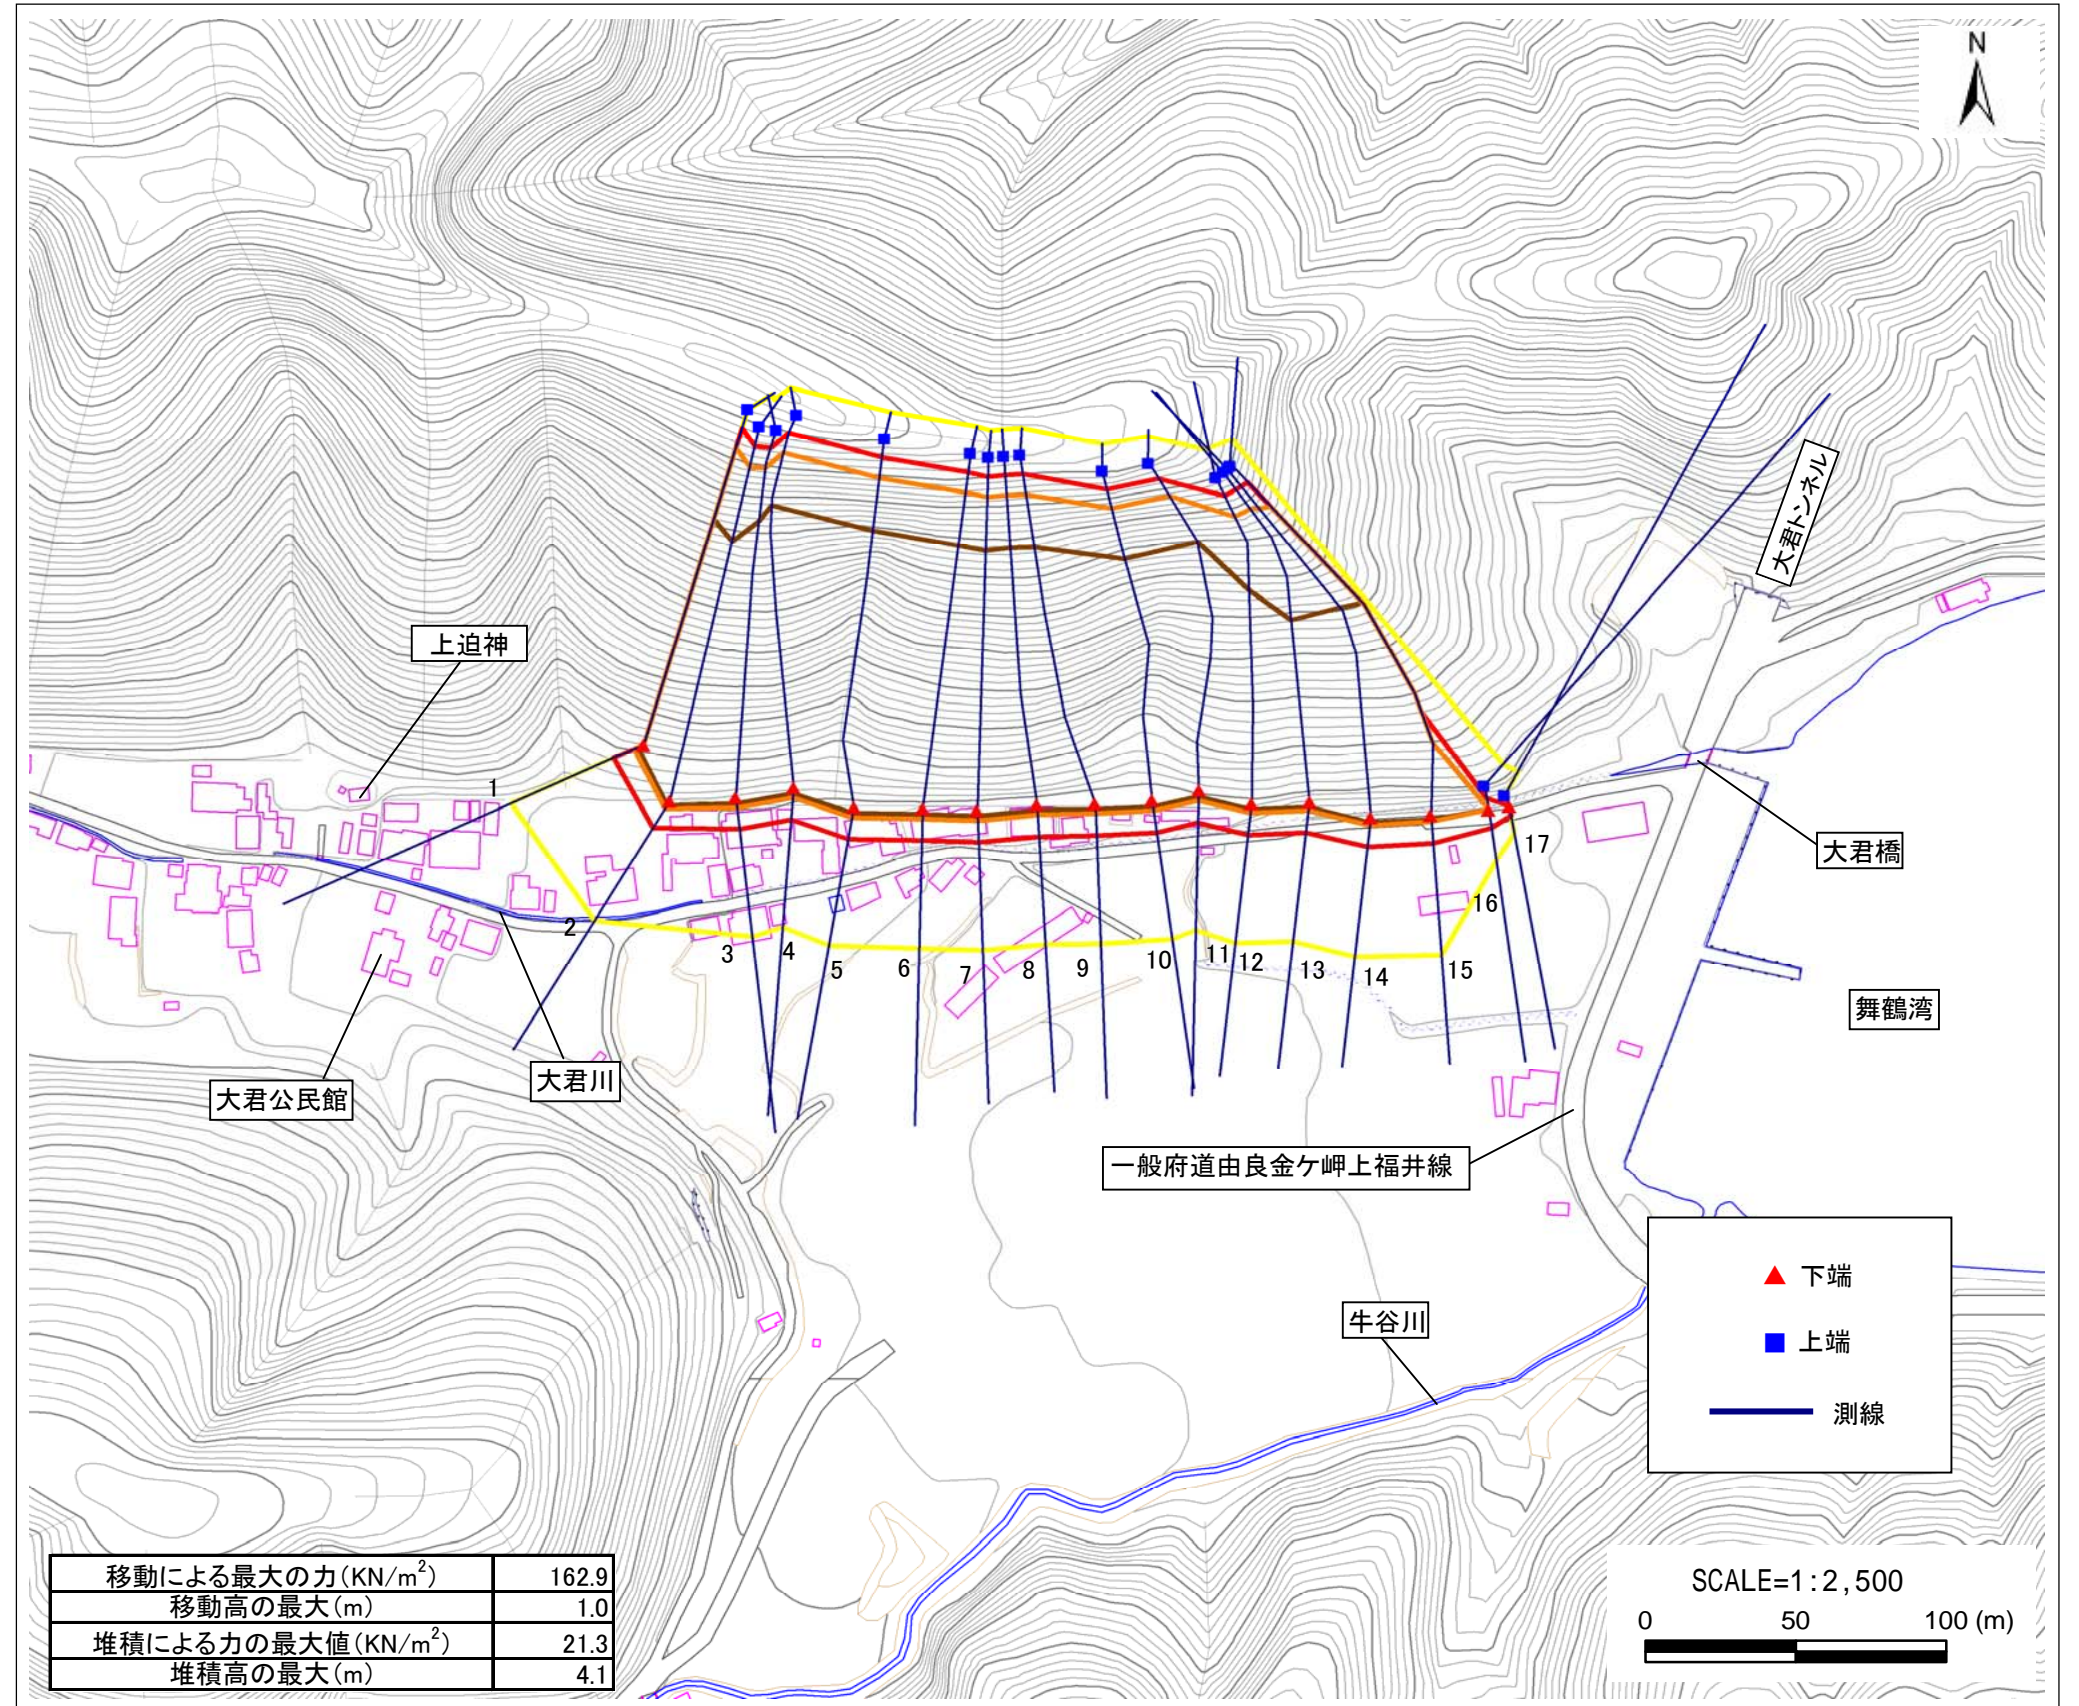 N
大君トンネル
上迫神
1
2
3
4
5
6
7
8
9
10
11
12
13
14
15
16
17
大君橋
舞鶴湾
大君川
大君公民館
一般府道由良金ケ岬上福井線
牛谷川
下端
上端
測線
移動による最大の力(KN/m²) 162.9
移動高の最大(m) 1.0
堆積による力の最大値(KN/m²) 21.3
堆積高の最大(m) 4.1
SCALE=1:2,500
0 50 100 (m)